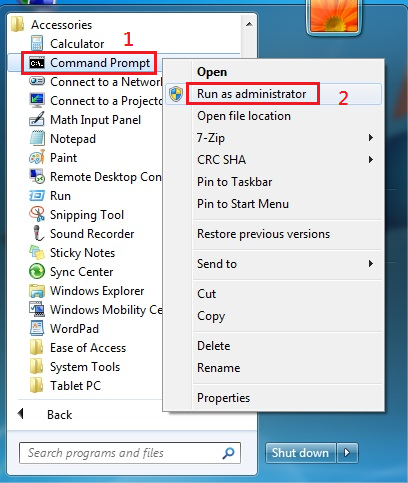 Accessories
Calculator
1
Command Prompt
Connect to a Network
Connect to a Projecto
Math Input Panel
Notepad
Paint
Remote Desktop Con
Run
Snipping Tool
Sound Recorder
Sticky Notes
Sync Center
Windows Explorer
Windows Mobility Ce
WordPad
Ease of Access
System Tools
Tablet PC
Back
Search programs and files
Shut down
Open
Run as administrator
2
Open file location
7-Zip
CRC SHA
Pin to Taskbar
Pin to Start Menu
Restore previous versions
Send to
Cut
Copy
Delete
Rename
Properties